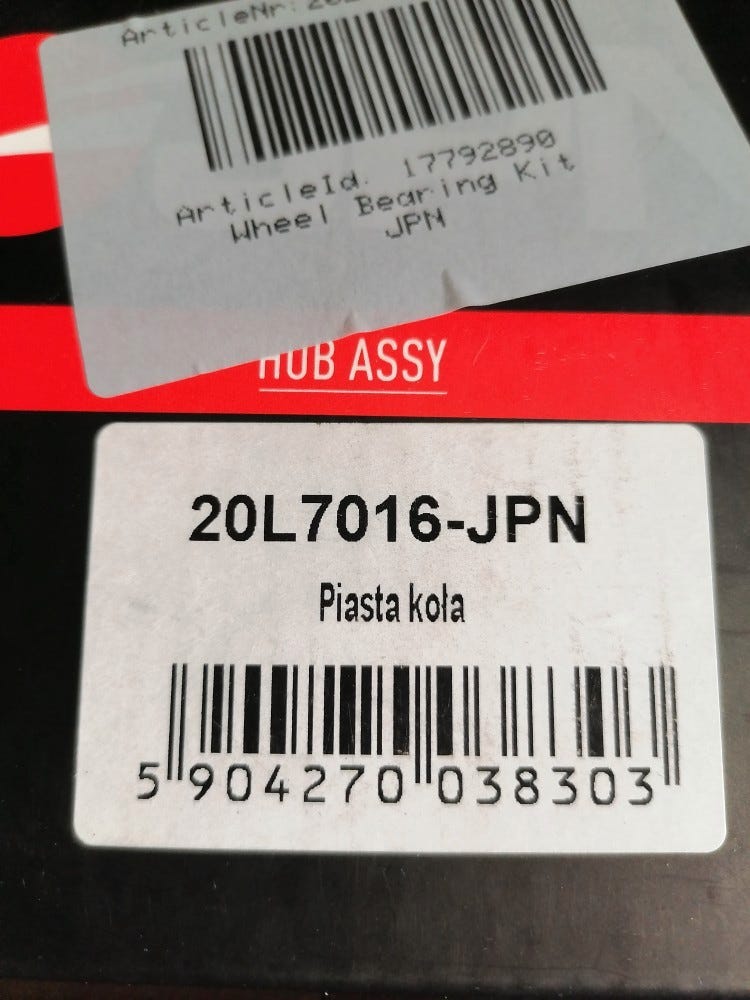 ArticleNr:
ArticleId. 17792890
Wheel Bearing Kit
JPN
HUB ASSY
20L7016-JPN
Piasta koła
5 904270 038303